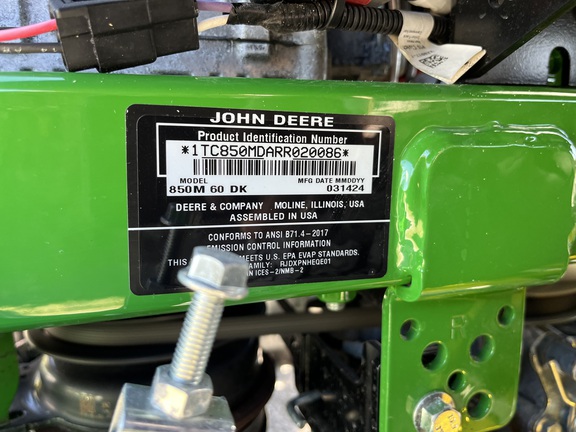 JOHN DEERE
Product Identification Number
*1TC850MDARR020086*
MODEL MFG DATE MMDDYY
850M 60 DK 031424
DEERE & COMPANY MOLINE, ILLINOIS, USA
ASSEMBLED IN USA
CONFORMS TO ANSI B71.4-2017
EMISSION CONTROL INFORMATION
THIS MEETS U.S. EPA EVAP STANDARDS.
FAMILY: RJDXPNHEQE01
ICES-2/NMB-2
R